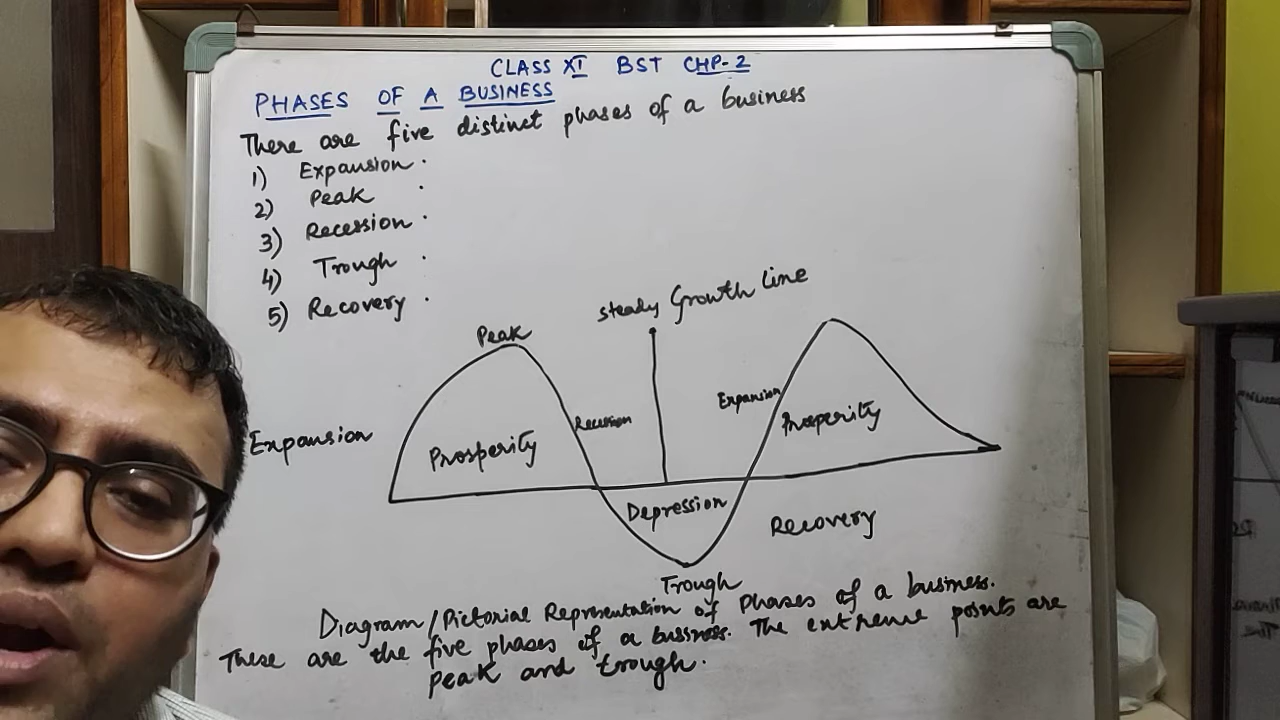 CLASS XI BST CHP-2
PHASES OF A BUSINESS
There are five distinct phases of a business
1) Expansion.
2) Peak .
3) Recession.
4) Trough .
5) Recovery .
steady Growth Line
Peak
Expansion
Recession
Expansion
Prosperity
Prosperity
Depression
Recovery
Trough
Diagram/Pictorial Representation of Phases of a business.
These are the five phases of a business. The extreme points are
peak and trough.